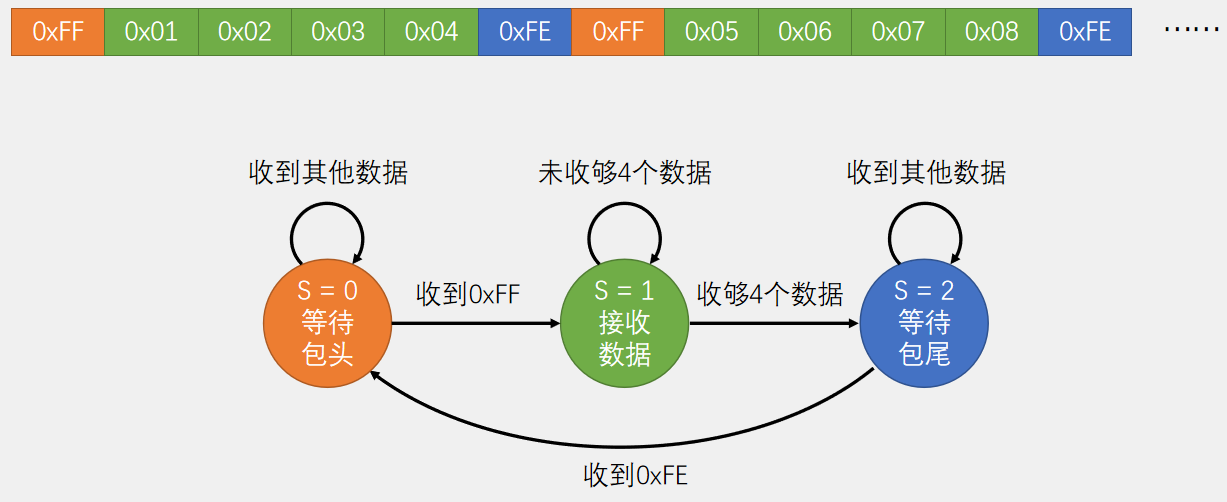 0xFF 0x01 0x02 0x03 0x04 0xFE 0xFF 0x05 0x06 0x07 0x08 0xFE ······
收到其他数据
未收够4个数据
收到其他数据
S = 0
等待
包头
收到0xFF
S = 1
接收
数据
收够4个数据
S = 2
等待
包尾
收到0xFE